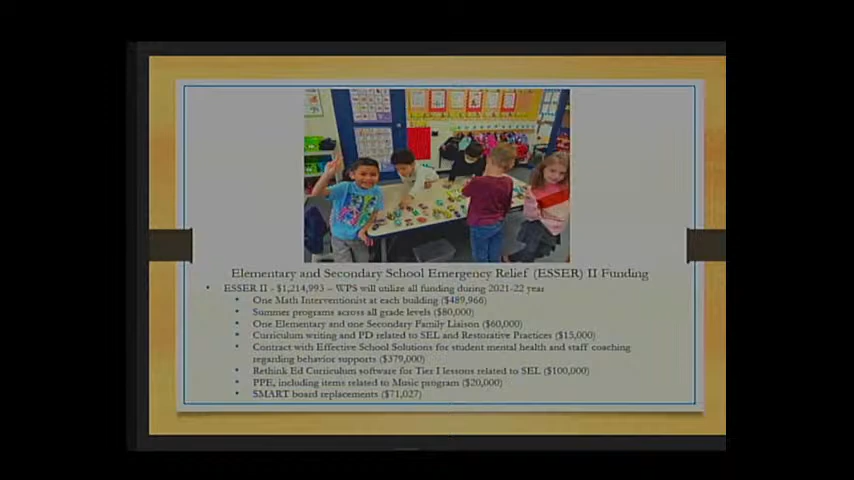 Elementary and Secondary School Emergency Relief (ESSER) II Funding
• ESSER II - $1,214,993 – WPS will utilize all funding during 2021-22 year
• One Math Interventionist at each building ($489,966)
• Summer programs across all grade levels ($80,000)
• One Elementary and one Secondary Family Liaison ($60,000)
• Curriculum writing and PD related to SEL and Restorative Practices ($15,000)
• Contract with Effective School Solutions for student mental health and staff coaching
regarding behavior supports ($379,000)
• Rethink Ed Curriculum software for Tier I lessons related to SEL ($100,000)
• PPE, including items related to Music program ($20,000)
• SMART board replacements ($71,027)